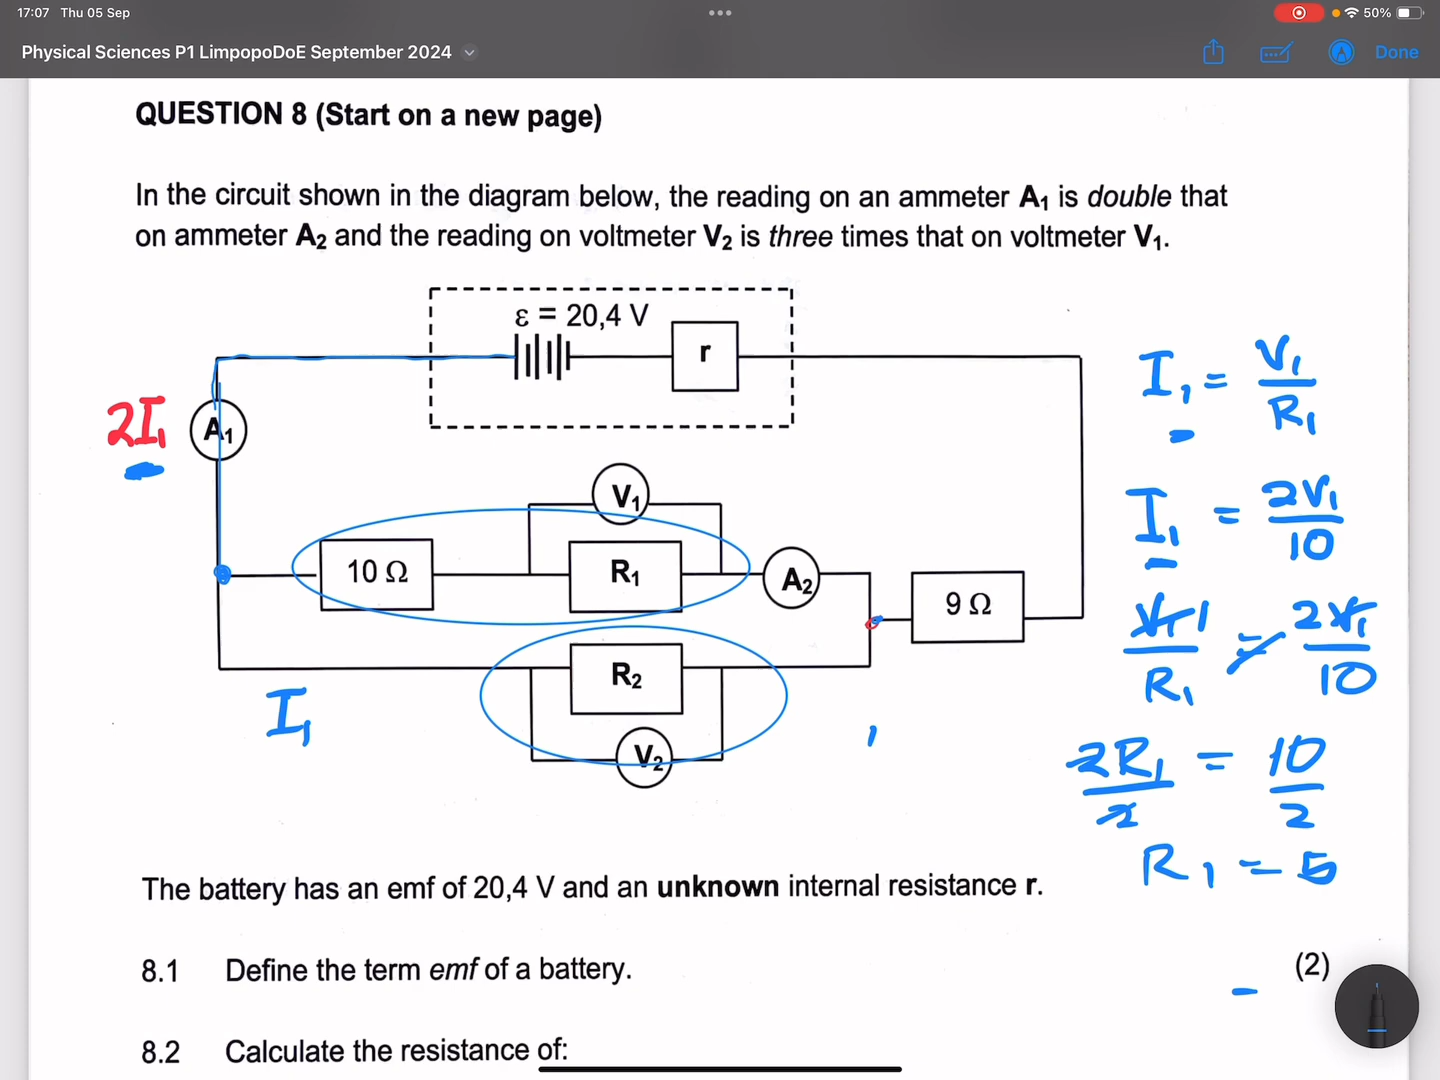 17:07 Thu 05 Sep
50%
Physical Sciences P1 LimpopoDoE September 2024
Done
QUESTION 8 (Start on a new page)
In the circuit shown in the diagram below, the reading on an ammeter A₁ is double that
on ammeter A₂ and the reading on voltmeter V₂ is three times that on voltmeter V₁.
ε = 20,4 V
r
2I₁
A₁
V₁
10 Ω
R₁
A₂
9 Ω
R₂
V₂
I₁
I₁ = V₁/R₁
I₁ = 2V₁/10
V₁ 1/R₁ = 2V₁/10
2R₁/2 = 10/2
R₁ = 5
The battery has an emf of 20,4 V and an unknown internal resistance r.
8.1 Define the term emf of a battery. (2)
8.2 Calculate the resistance of: